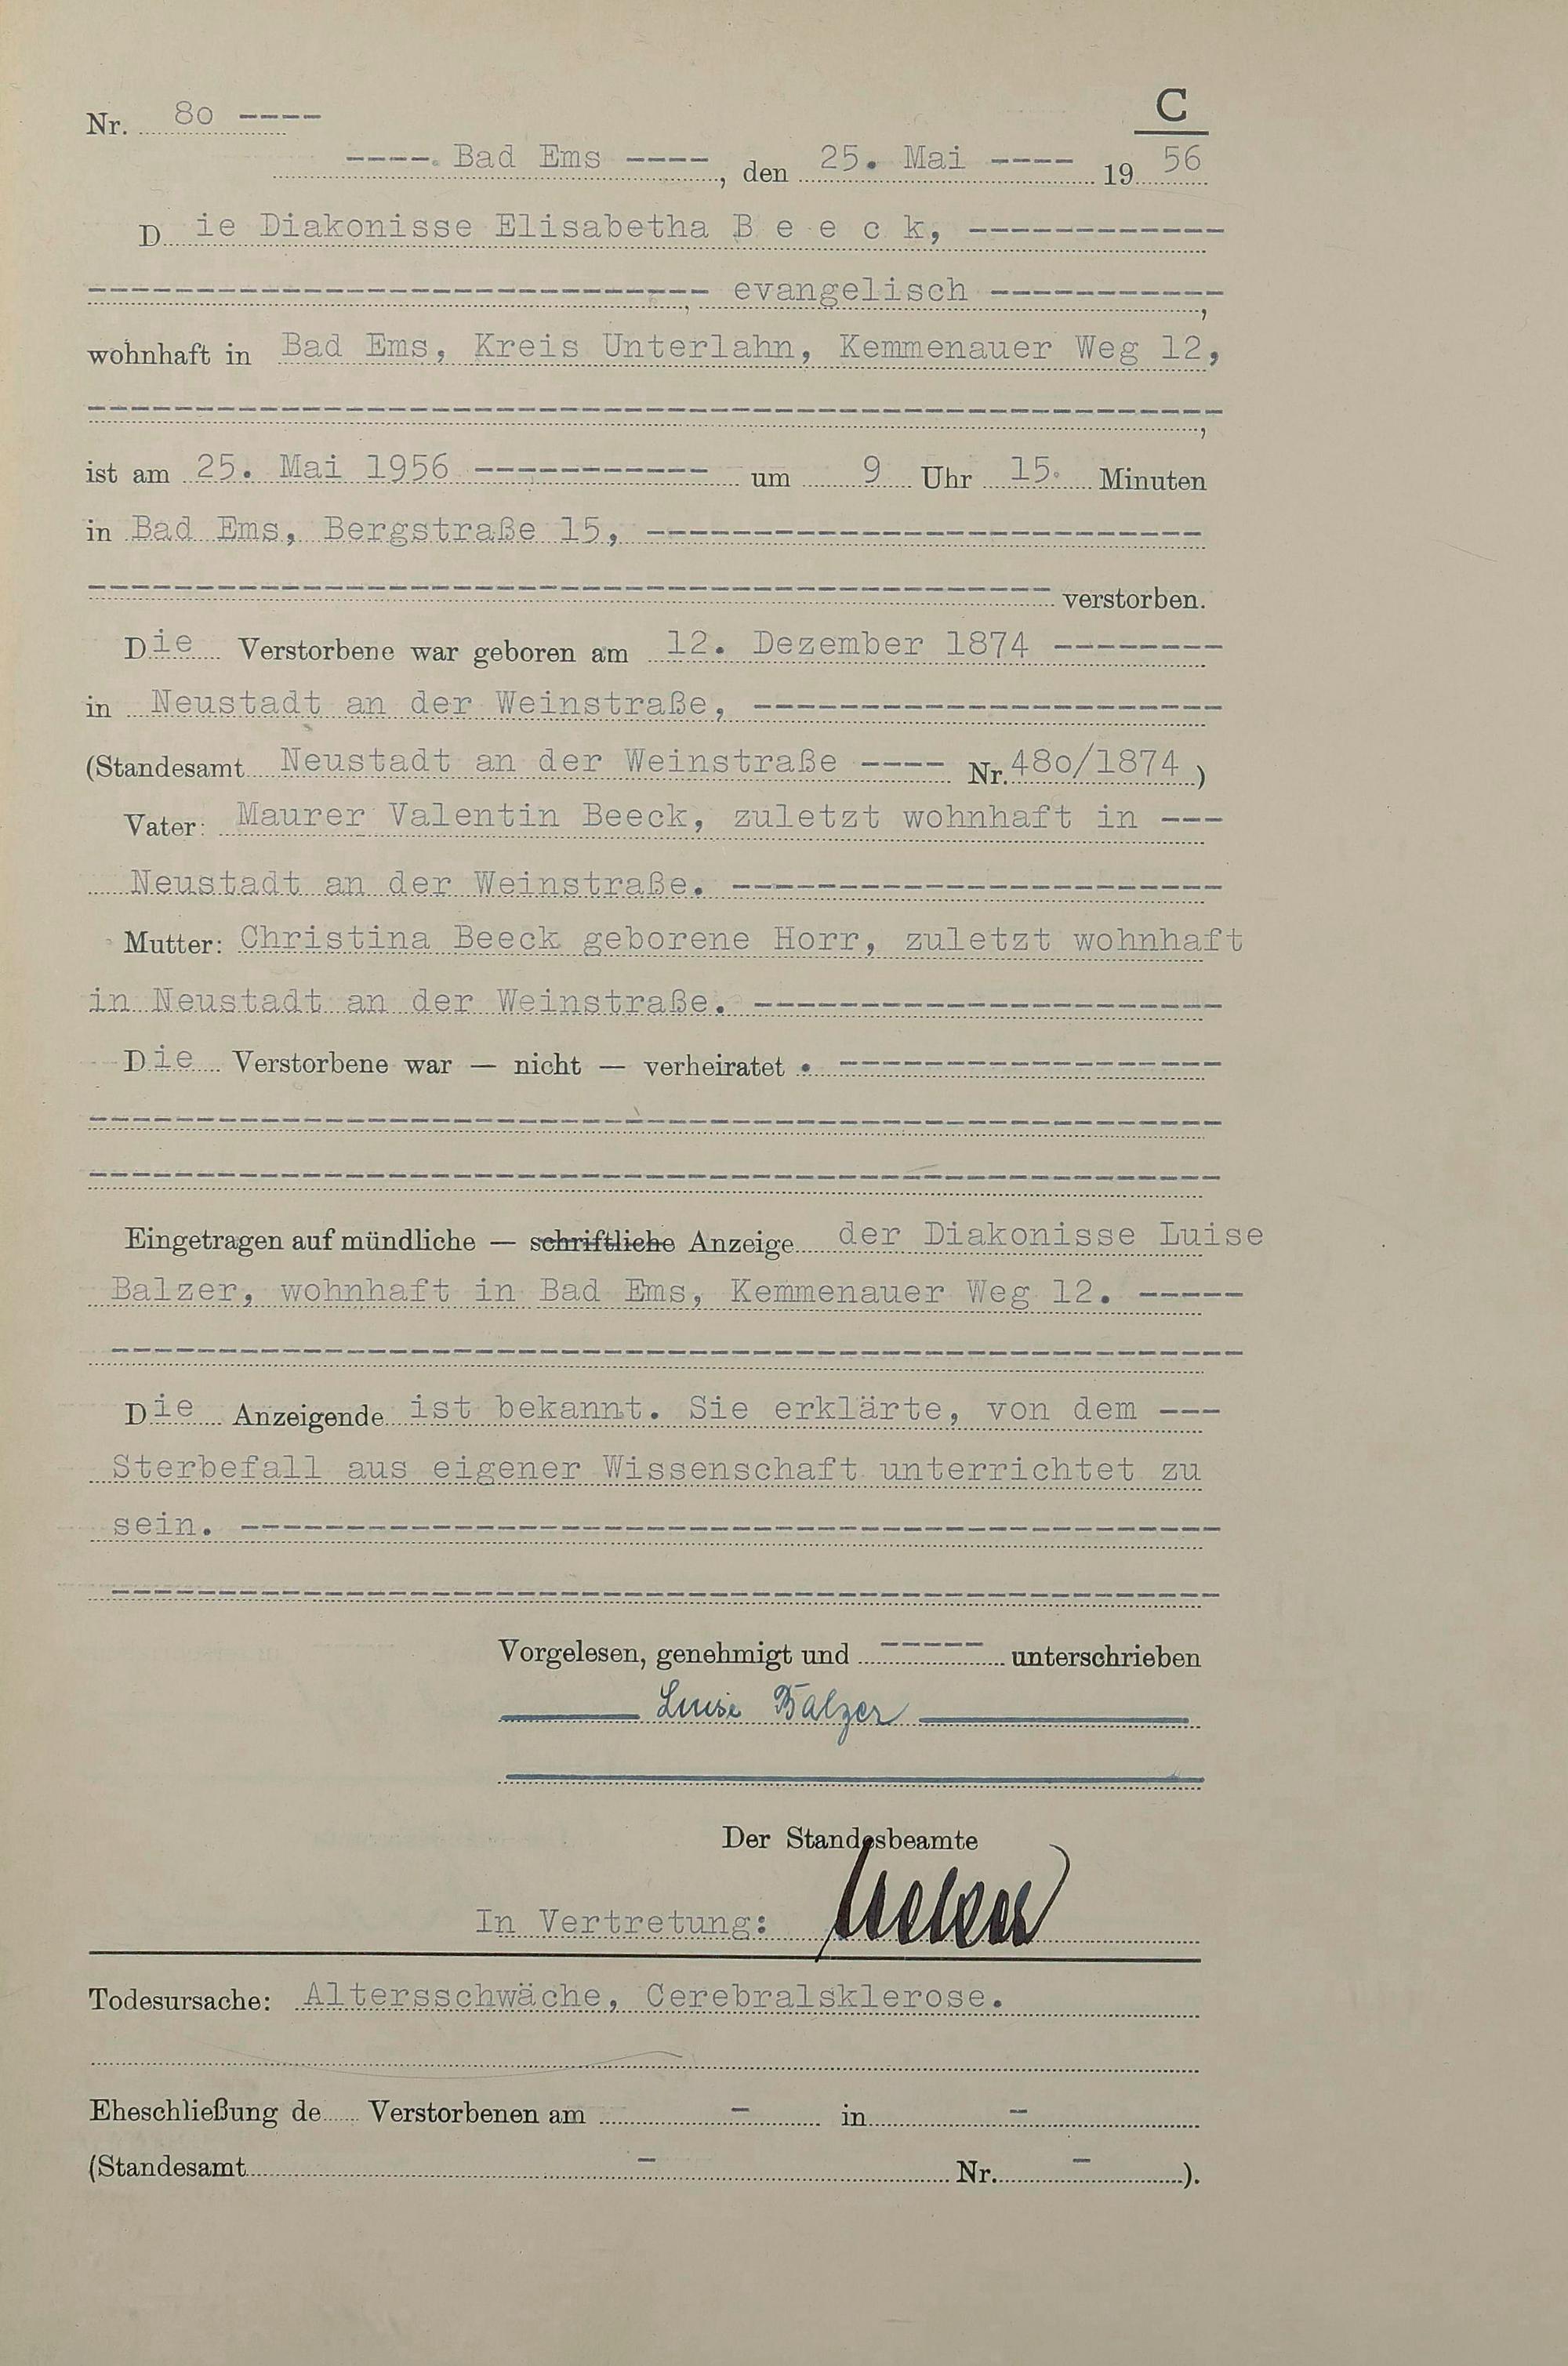 C
Nr. 80 ----
----. Bad Ems ----, den 25. Mai ---- 19 56
Die Diakonisse Elisabetha B e e c k, ------------
-----------------------------, evangelisch -----------,
wohnhaft in Bad Ems, Kreis Unterlahn, Kemmenauer Weg 12,
-----------------------------------------------------,
ist am 25. Mai 1956 ----------- um 9 Uhr 15. Minuten
in Bad Ems, Bergstraße 15, --------------------------
--------------------------------------------- verstorben.
Die Verstorbene war geboren am 12. Dezember 1874 --------
in Neustadt an der Weinstraße, ----------------------
(Standesamt Neustadt an der Weinstraße ---- Nr. 480/1874)
Vater: Maurer Valentin Beeck, zuletzt wohnhaft in ---
Neustadt an der Weinstraße. -----------------------
Mutter: Christina Beeck geborene Horr, zuletzt wohnhaft
in Neustadt an der Weinstraße. ----------------------
Die Verstorbene war — nicht — verheiratet. ------------------
-----------------------------------------------------
-----------------------------------------------------
Eingetragen auf mündliche — schriftliche Anzeige der Diakonisse Luise
Balzer, wohnhaft in Bad Ems, Kemmenauer Weg 12. -----
-----------------------------------------------------
Die Anzeigende ist bekannt. Sie erklärte, von dem ---
Sterbefall aus eigener Wissenschaft unterrichtet zu
sein. ----------------------------------------------
----------------------------------------------------
Vorgelesen, genehmigt und ----- unterschrieben
Luise Balzer
Der Standesbeamte
In Vertretung:
Todesursache: Altersschwäche, Cerebralsklerose.
Eheschließung de Verstorbenen am - in -
(Standesamt - Nr. - ).